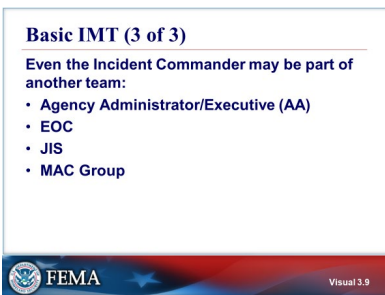 Basic IMT (3 of 3)
Even the Incident Commander may be part of
another team:
• Agency Administrator/Executive (AA)
• EOC
• JIS
• MAC Group
FEMA
Visual 3.9